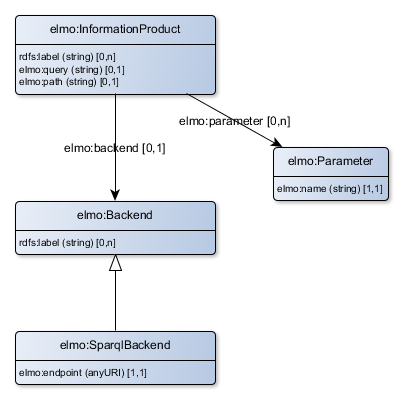 elmo:InformationProduct
rdfs:label (string) [0,n]
elmo:query (string) [0,1]
elmo:path (string) [0,1]
elmo:parameter [0,n]
elmo:backend [0,1]
elmo:Parameter
elmo:name (string) [1,1]
elmo:Backend
rdfs:label (string) [0,n]
elmo:SparqlBackend
elmo:endpoint (anyURI) [1,1]